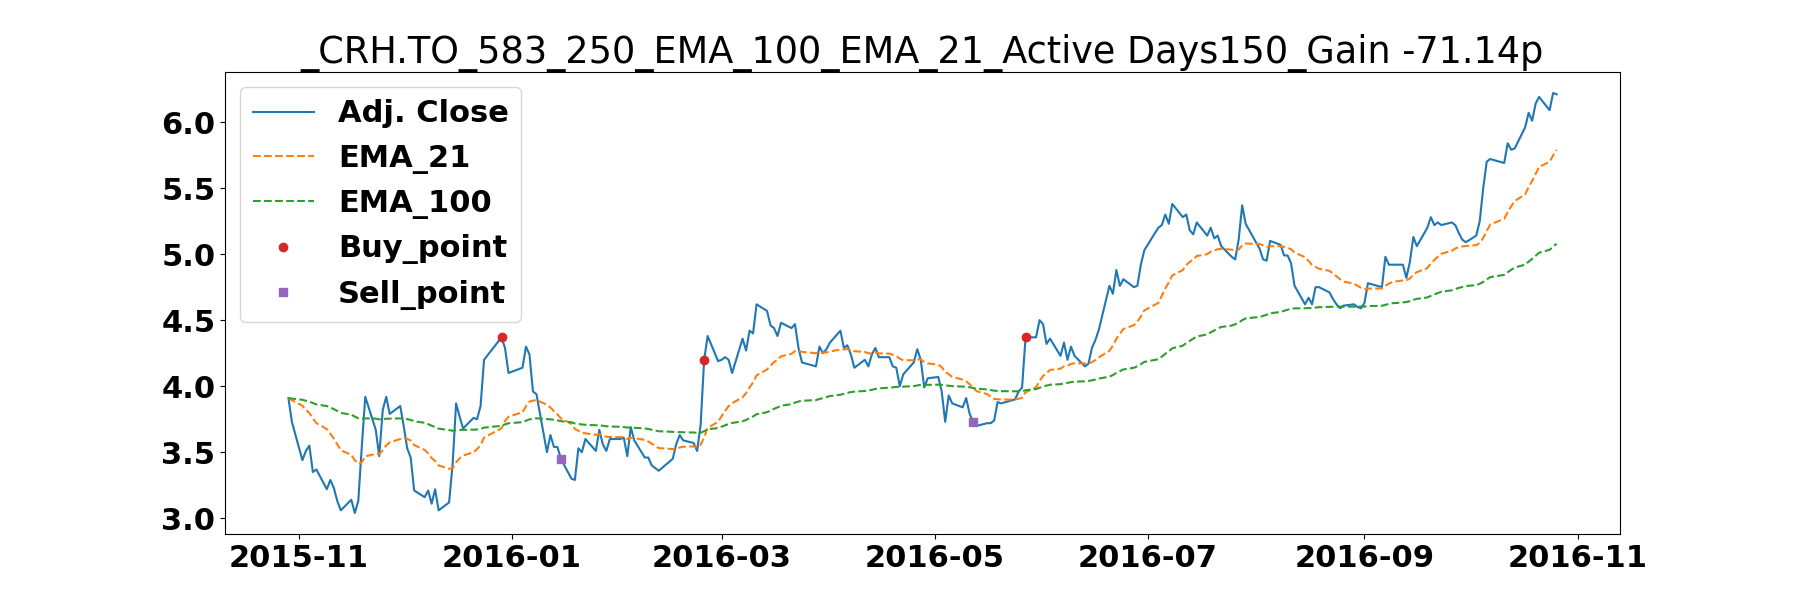 _CRH.TO_583_250_EMA_100_EMA_21_Active Days150_Gain -71.14p
Adj. Close
EMA_21
EMA_100
Buy_point
Sell_point
6.0
5.5
5.0
4.5
4.0
3.5
3.0
2015-11 2016-01 2016-03 2016-05 2016-07 2016-09 2016-11